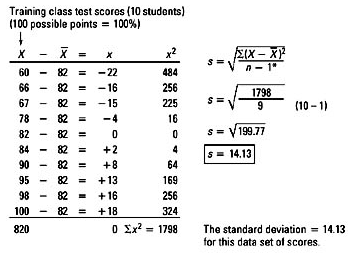 Training class test scores (10 students)
(100 possible points = 100%)
X − X̄ = x x²
60 − 82 = −22 484
66 − 82 = −16 256
67 − 82 = −15 225
78 − 82 = −4 16
82 − 82 = 0 0
84 − 82 = +2 4
90 − 82 = +8 64
95 − 82 = +13 169
98 − 82 = +16 256
100 − 82 = +18 324
820 0 Σx² = 1798
s = √Σ(X − X̄)²
n − 1*
s = √1798
9 (10 − 1)
s = √199.77
s = 14.13
The standard deviation = 14.13
for this data set of scores.